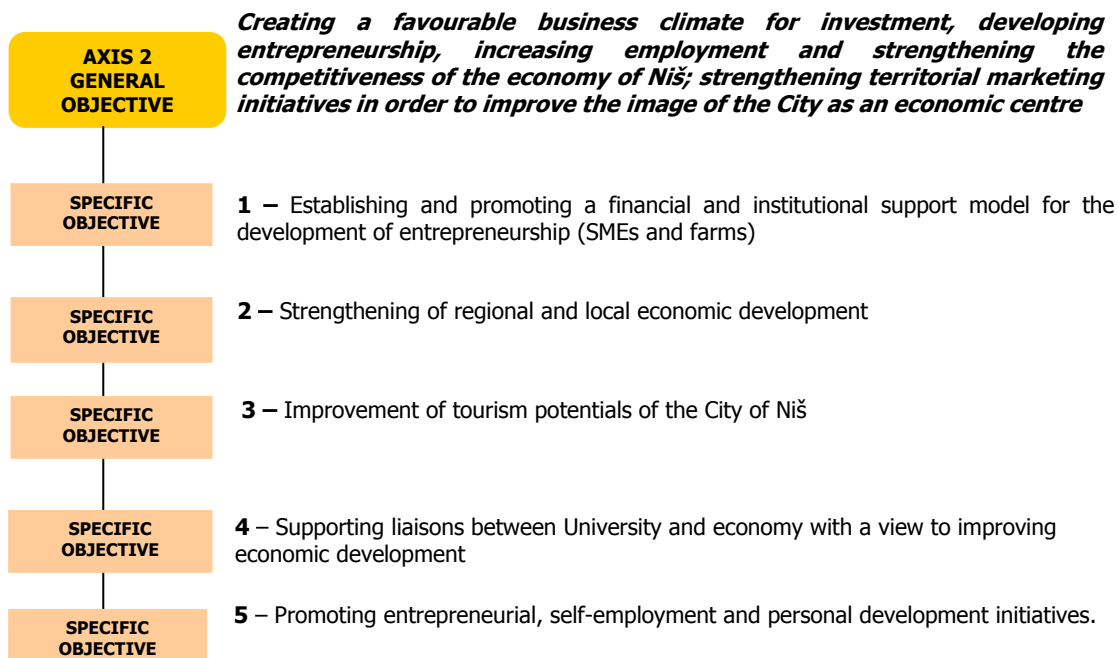 AXIS 2
GENERAL
OBJECTIVE
Creating a favourable business climate for investment, developing
entrepreneurship, increasing employment and strengthening the
competitiveness of the economy of Niš; strengthening territorial marketing
initiatives in order to improve the image of the City as an economic centre
SPECIFIC
OBJECTIVE
1 – Establishing and promoting a financial and institutional support model for the
development of entrepreneurship (SMEs and farms)
SPECIFIC
OBJECTIVE
2 – Strengthening of regional and local economic development
SPECIFIC
OBJECTIVE
3 – Improvement of tourism potentials of the City of Niš
SPECIFIC
OBJECTIVE
4 – Supporting liaisons between University and economy with a view to improving
economic development
SPECIFIC
OBJECTIVE
5 – Promoting entrepreneurial, self-employment and personal development initiatives.